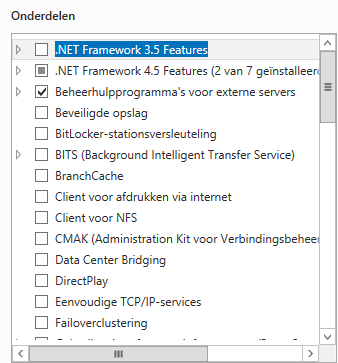 Onderdelen
.NET Framework 3.5 Features
.NET Framework 4.5 Features (2 van 7 geïnstalleerd
Beheerhulpprogramma's voor externe servers
Beveiligde opslag
BitLocker-stationsversleuteling
BITS (Background Intelligent Transfer Service)
BranchCache
Client voor afdrukken via internet
Client voor NFS
CMAK (Administration Kit voor Verbindingsbeheer
Data Center Bridging
DirectPlay
Eenvoudige TCP/IP-services
Failoverclustering